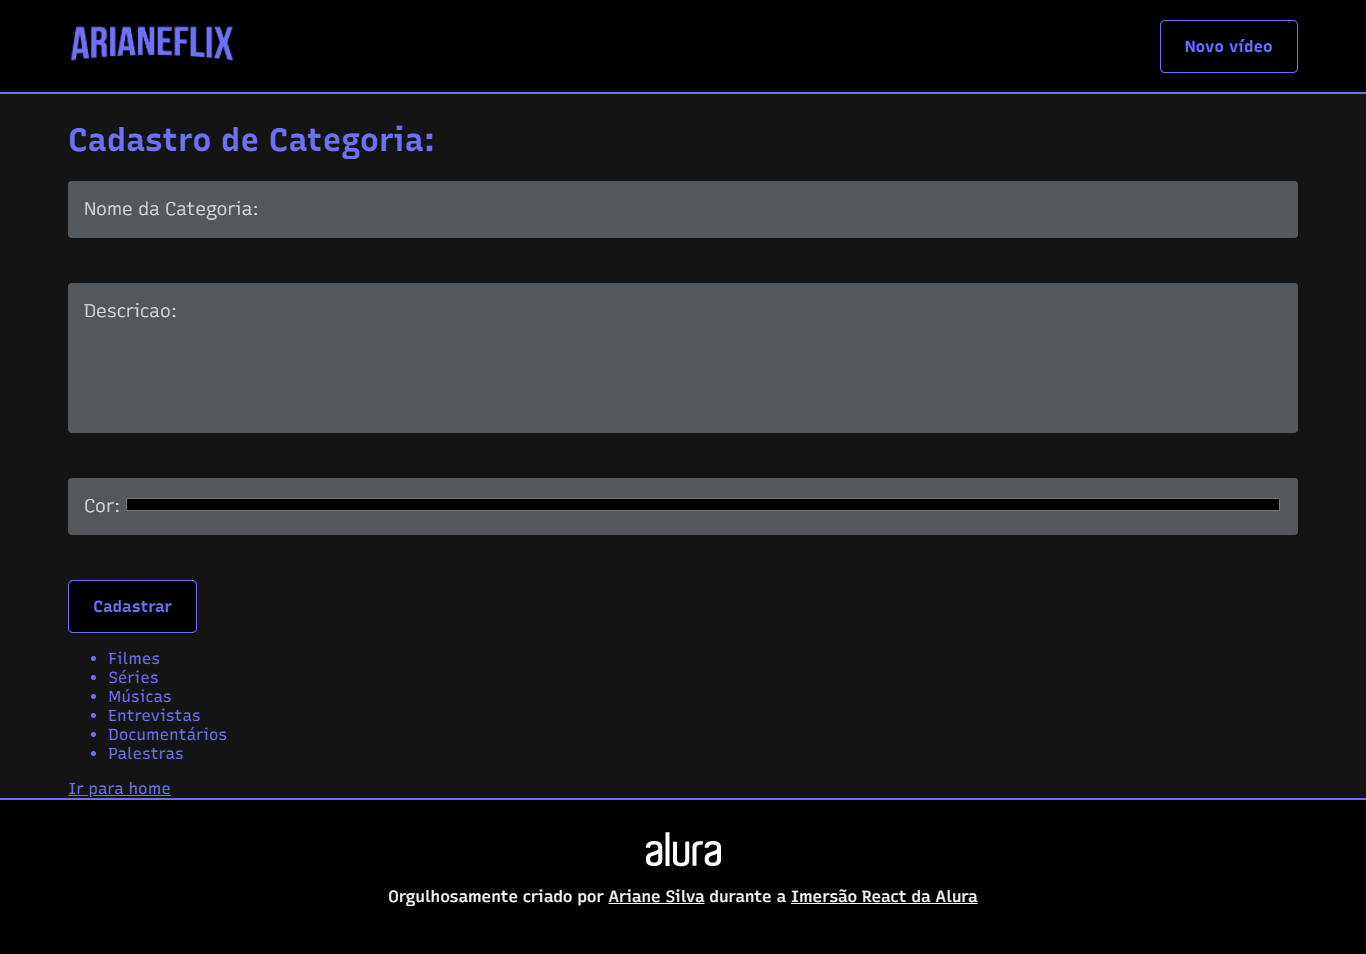 ARIANEFLIX
Novo vídeo
Cadastro de Categoria:
Nome da Categoria:
Descricao:
Cor:
Cadastrar
Filmes
Séries
Músicas
Entrevistas
Documentários
Palestras
Ir para home
alura
Orgulhosamente criado por Ariane Silva durante a Imersão React da Alura